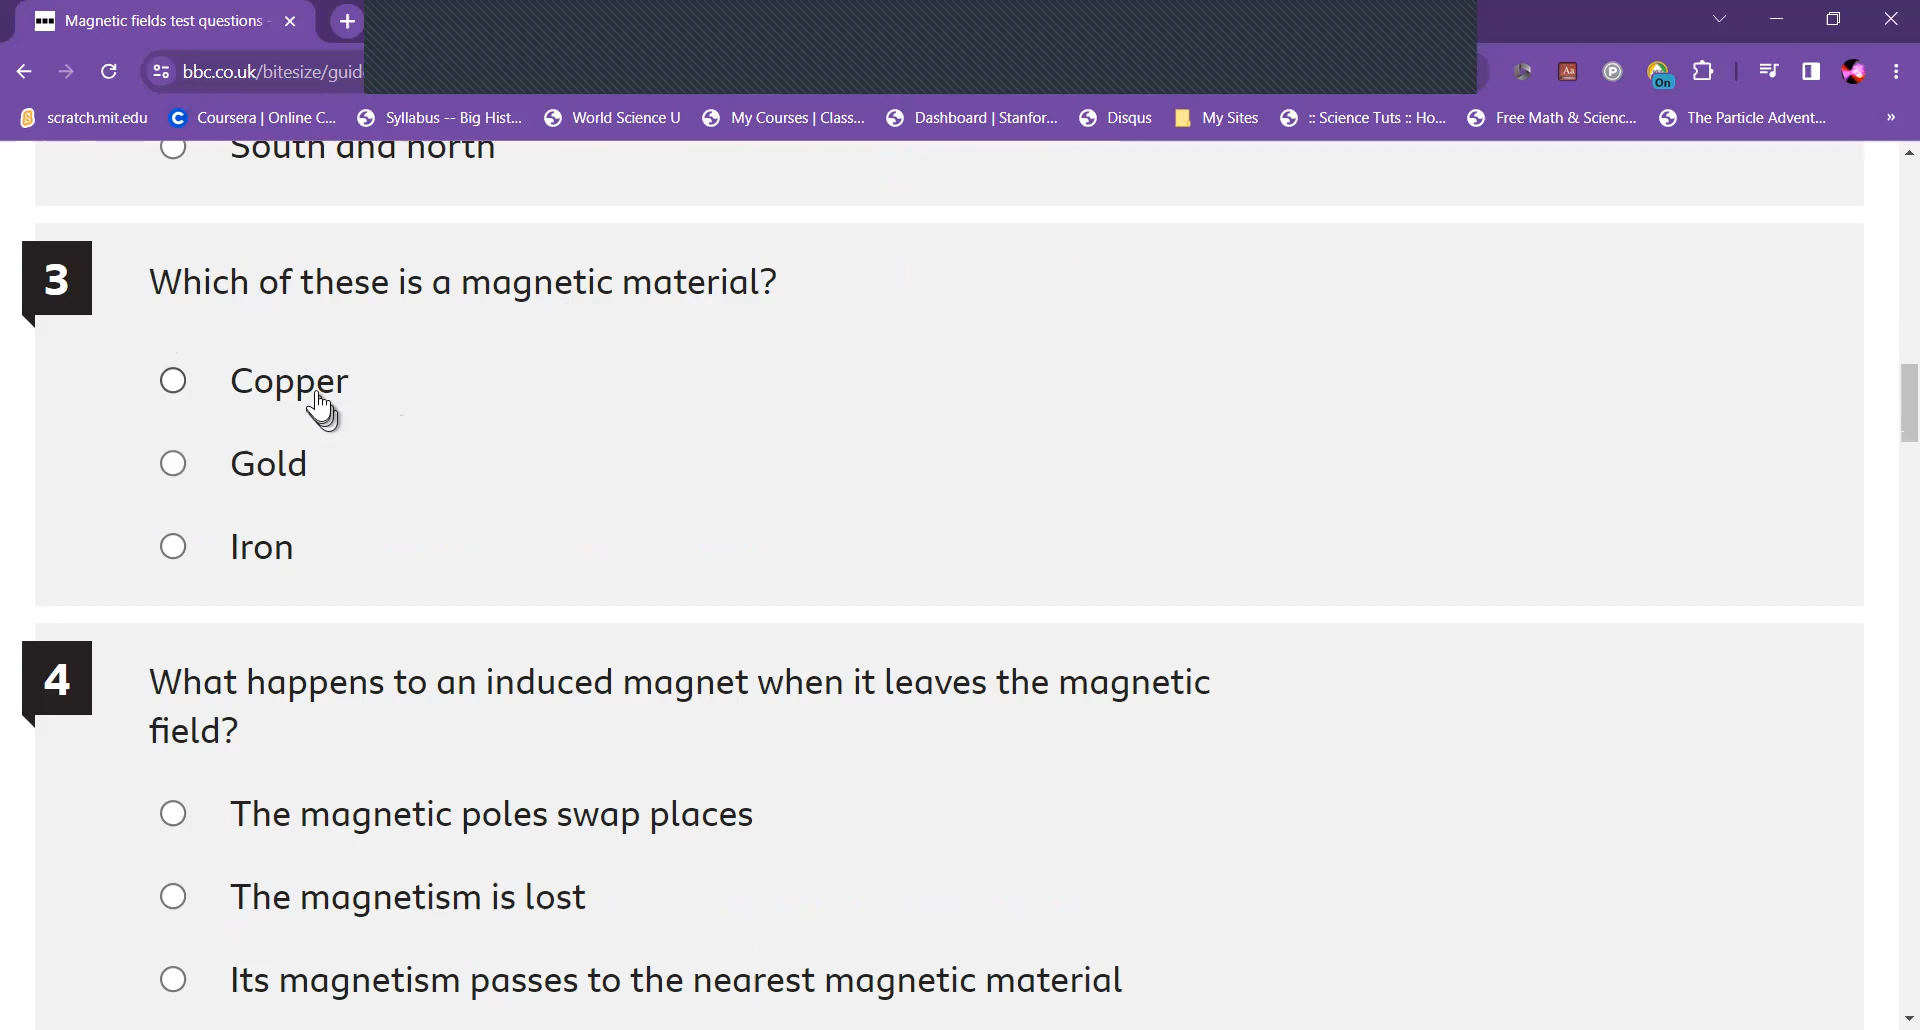 Magnetic fields test questions -
bbc.co.uk/bitesize/guid
On
scratch.mit.edu
Coursera | Online C...
Syllabus -- Big Hist...
World Science U
My Courses | Class...
Dashboard | Stanfor...
Disqus
My Sites
:: Science Tuts :: Ho...
Free Math & Scienc...
The Particle Advent...
»
South and north
3
Which of these is a magnetic material?
Copper
Gold
Iron
4
What happens to an induced magnet when it leaves the magnetic
field?
The magnetic poles swap places
The magnetism is lost
Its magnetism passes to the nearest magnetic material